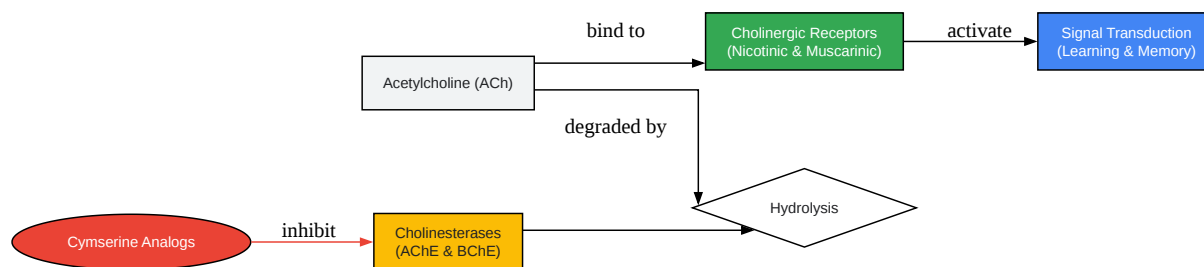 bind to
Cholinergic Receptors
(Nicotinic & Muscarinic)
activate
Signal Transduction
(Learning & Memory)
Acetylcholine (ACh)
degraded by
Hydrolysis
Cymserine Analogs
inhibit
Cholinesterases
(AChE & BChE)